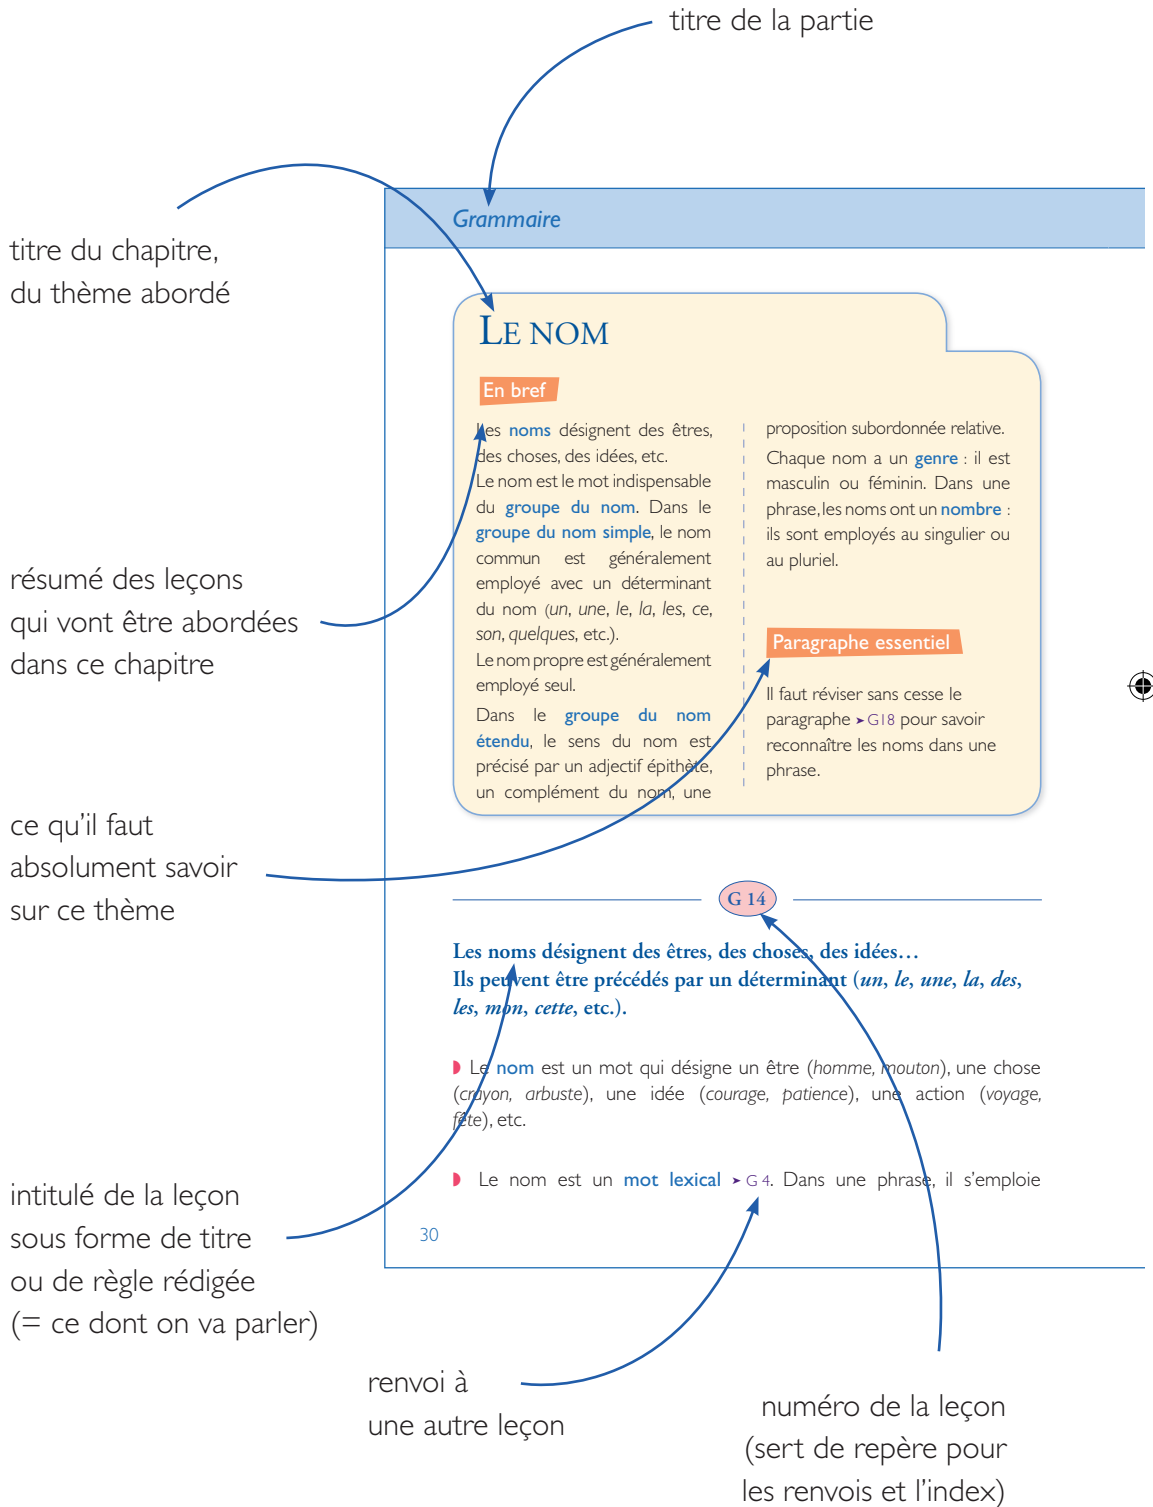 titre de la partie
titre du chapitre,
du thème abordé
Grammaire
LE NOM
En bref
Les noms désignent des êtres,
des choses, des idées, etc.
Le nom est le mot indispensable
du groupe du nom. Dans le
groupe du nom simple, le nom
commun est généralement
employé avec un déterminant
du nom (un, une, le, la, les, ce,
son, quelques, etc.).
Le nom propre est généralement
employé seul.
Dans le groupe du nom
étendu, le sens du nom est
précisé par un adjectif épithète,
un complément du nom, une
proposition subordonnée relative.
Chaque nom a un genre : il est
masculin ou féminin. Dans une
phrase, les noms ont un nombre :
ils sont employés au singulier ou
au pluriel.
Paragraphe essentiel
Il faut réviser sans cesse le
paragraphe ➤ G18 pour savoir
reconnaître les noms dans une
phrase.
résumé des leçons
qui vont être abordées
dans ce chapitre
ce qu'il faut
absolument savoir
sur ce thème
G 14
Les noms désignent des êtres, des choses, des idées…
Ils peuvent être précédés par un déterminant (un, le, une, la, des,
les, mon, cette, etc.).
Le nom est un mot qui désigne un être (homme, mouton), une chose
(crayon, arbuste), une idée (courage, patience), une action (voyage,
fête), etc.
Le nom est un mot lexical ➤ G 4. Dans une phrase, il s'emploie
30
intitulé de la leçon
sous forme de titre
ou de règle rédigée
(= ce dont on va parler)
renvoi à
une autre leçon
numéro de la leçon
(sert de repère pour
les renvois et l'index)